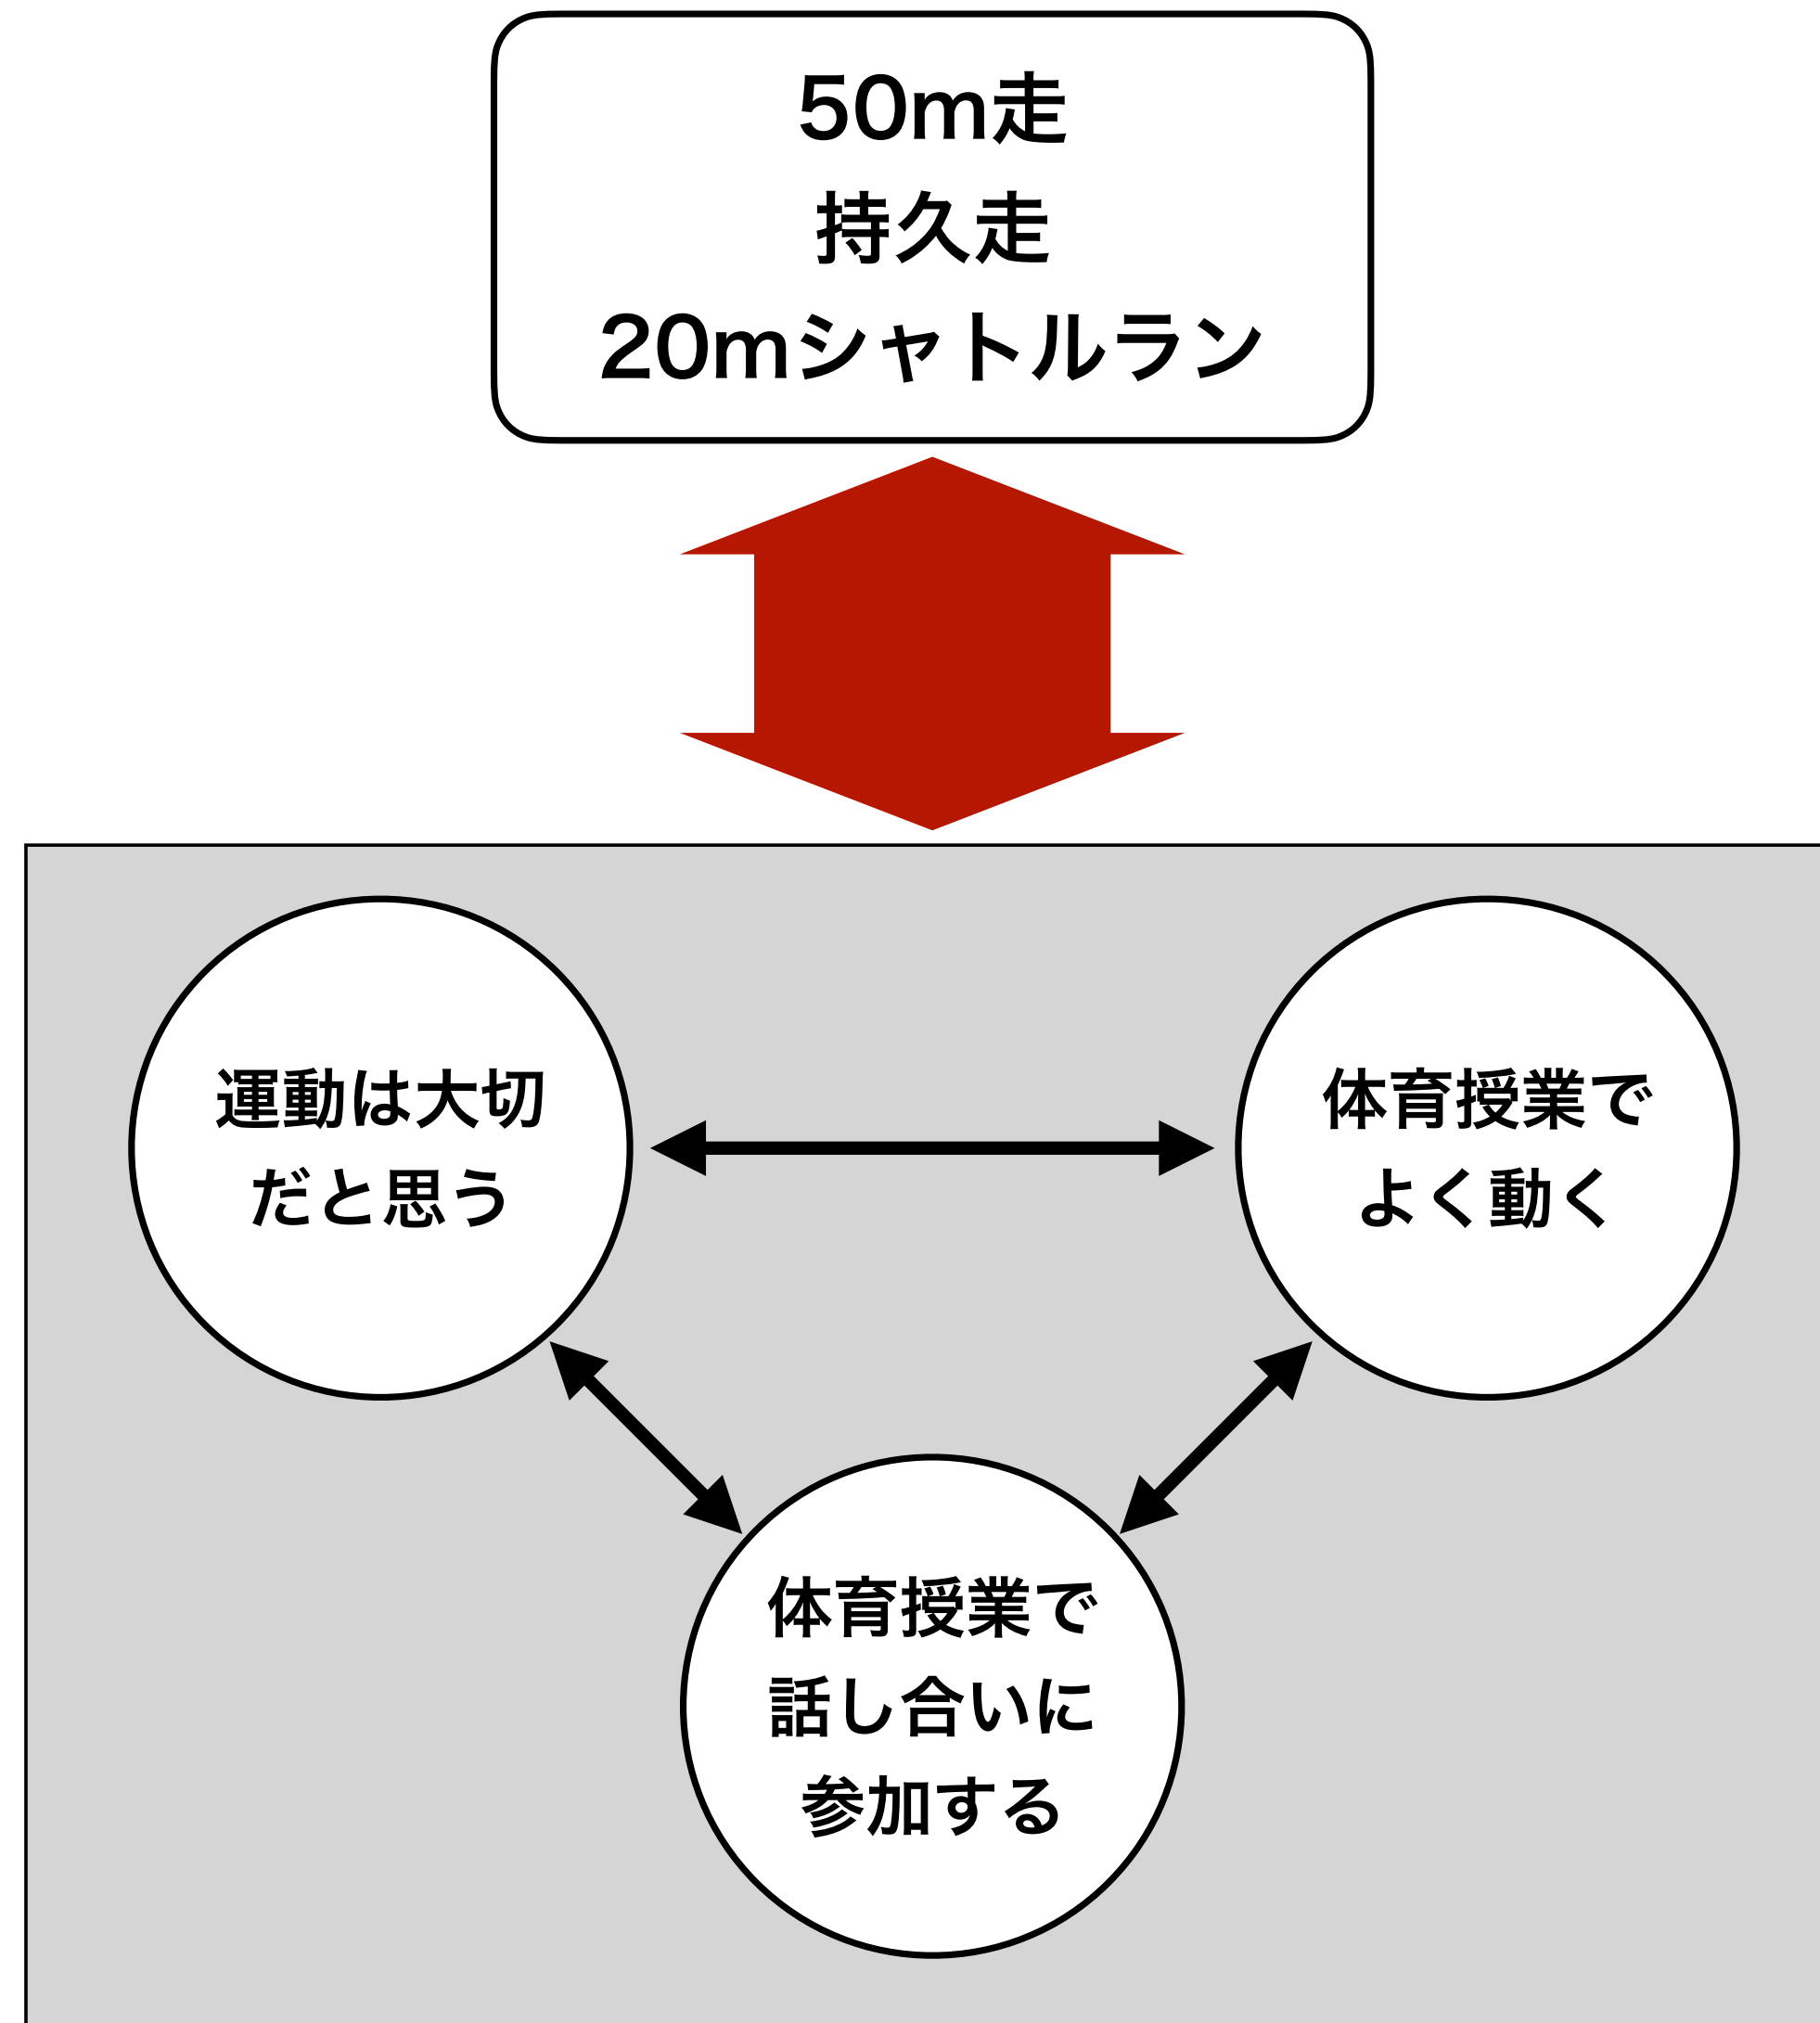 50m走
持久走
20mシャトルラン
運動は大切
だと思う
体育授業で
よく動く
体育授業で
話し合いに
参加する